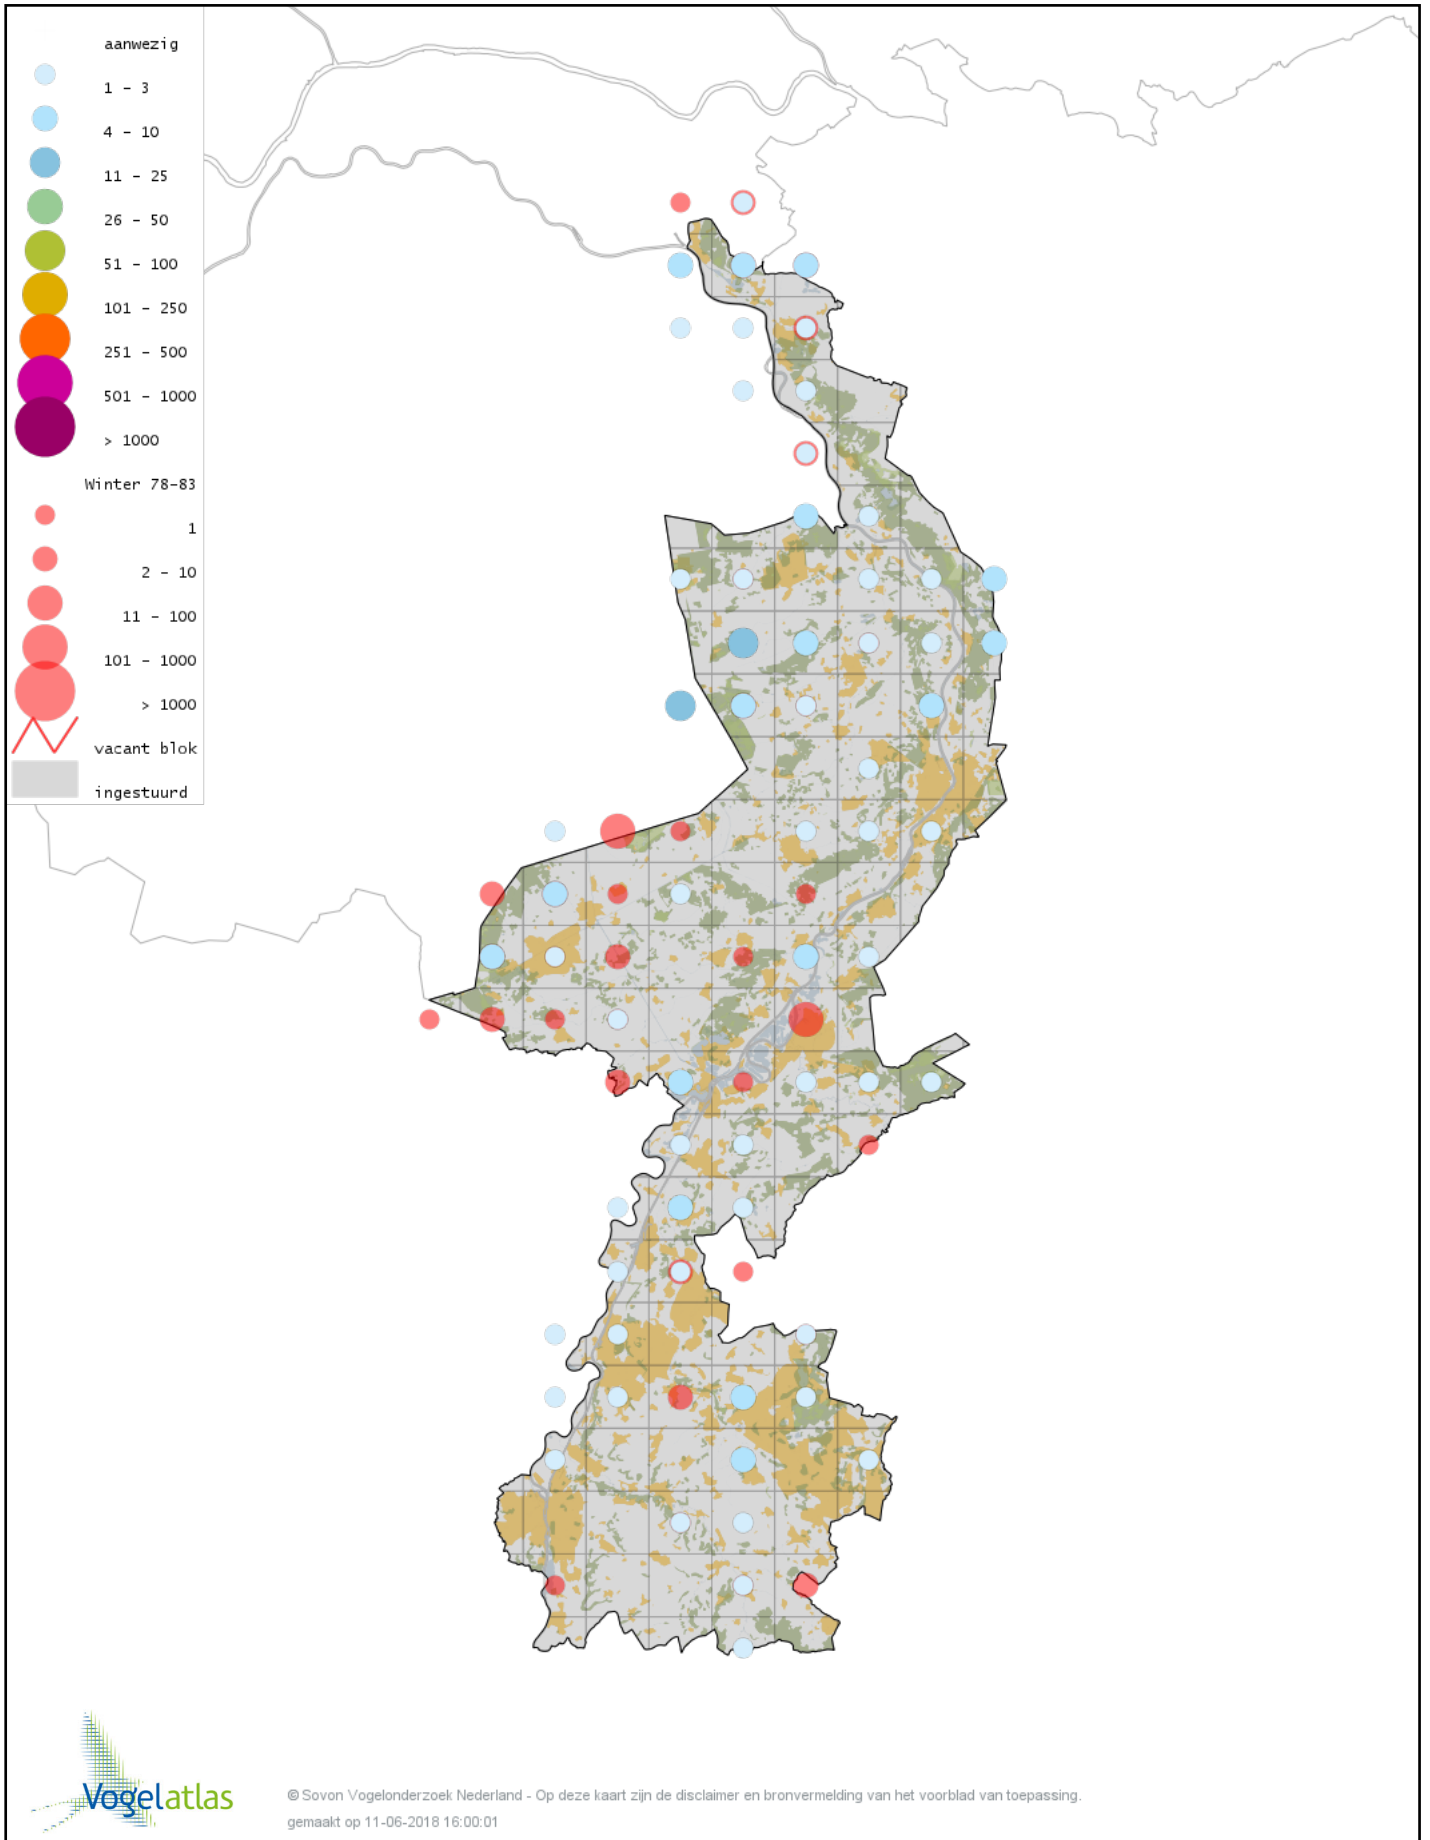 aanwezig
1 - 3
4 - 10
11 - 25
26 - 50
51 - 100
101 - 250
251 - 500
501 - 1000
> 1000
Winter 78-83
1
2 - 10
11 - 100
101 - 1000
> 1000
vacant blok
ingestuurd
Vogelatlas
© Sovon Vogelonderzoek Nederland - Op deze kaart zijn de disclaimer en bronvermelding van het voorblad van toepassing.
gemaakt op 11-06-2018 16:00:01